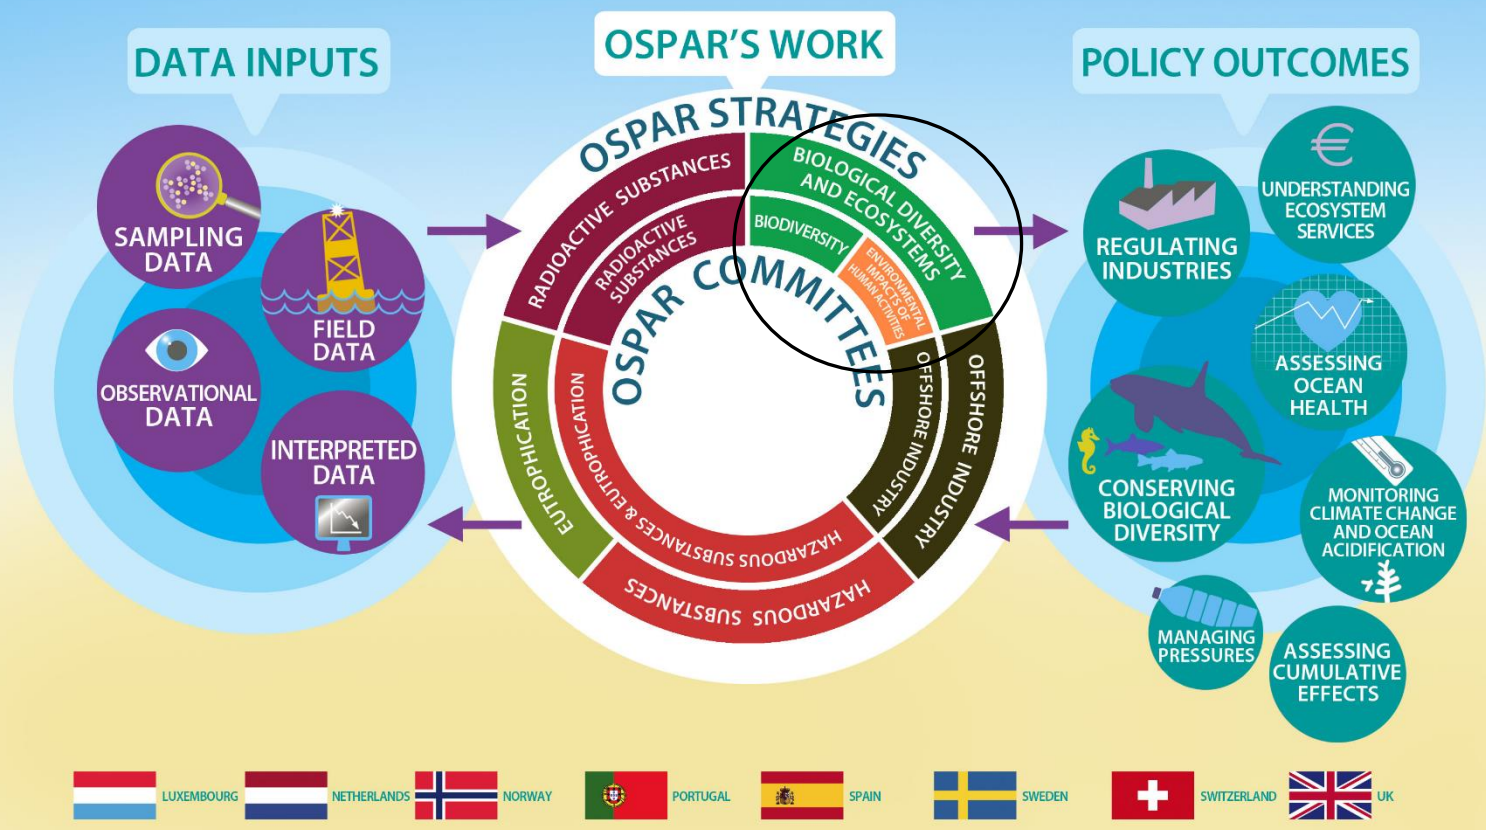 DATA INPUTS
SAMPLING
DATA
FIELD
DATA
OBSERVATIONAL
DATA
INTERPRETED
DATA
OSPAR'S WORK
OSPAR STRATEGIES
RADIOACTIVE SUBSTANCES
BIOLOGICAL DIVERSITY
AND ECOSYSTEMS
OFFSHORE INDUSTRY
HAZARDOUS SUBSTANCES
EUTROPHICATION
RADIOACTIVE
SUBSTANCES
BIODIVERSITY
ENVIRONMENTAL
IMPACTS OF
HUMAN ACTIVITIES
OFFSHORE INDUSTRY
HAZARDOUS SUBSTANCES & EUTROPHICATION
OSPAR COMMITTEES
POLICY OUTCOMES
UNDERSTANDING
ECOSYSTEM
SERVICES
REGULATING
INDUSTRIES
ASSESSING
OCEAN
HEALTH
CONSERVING
BIOLOGICAL
DIVERSITY
MONITORING
CLIMATE CHANGE
AND OCEAN
ACIDIFICATION
MANAGING
PRESSURES
ASSESSING
CUMULATIVE
EFFECTS
LUXEMBOURG
NETHERLANDS
NORWAY
PORTUGAL
SPAIN
SWEDEN
SWITZERLAND
UK